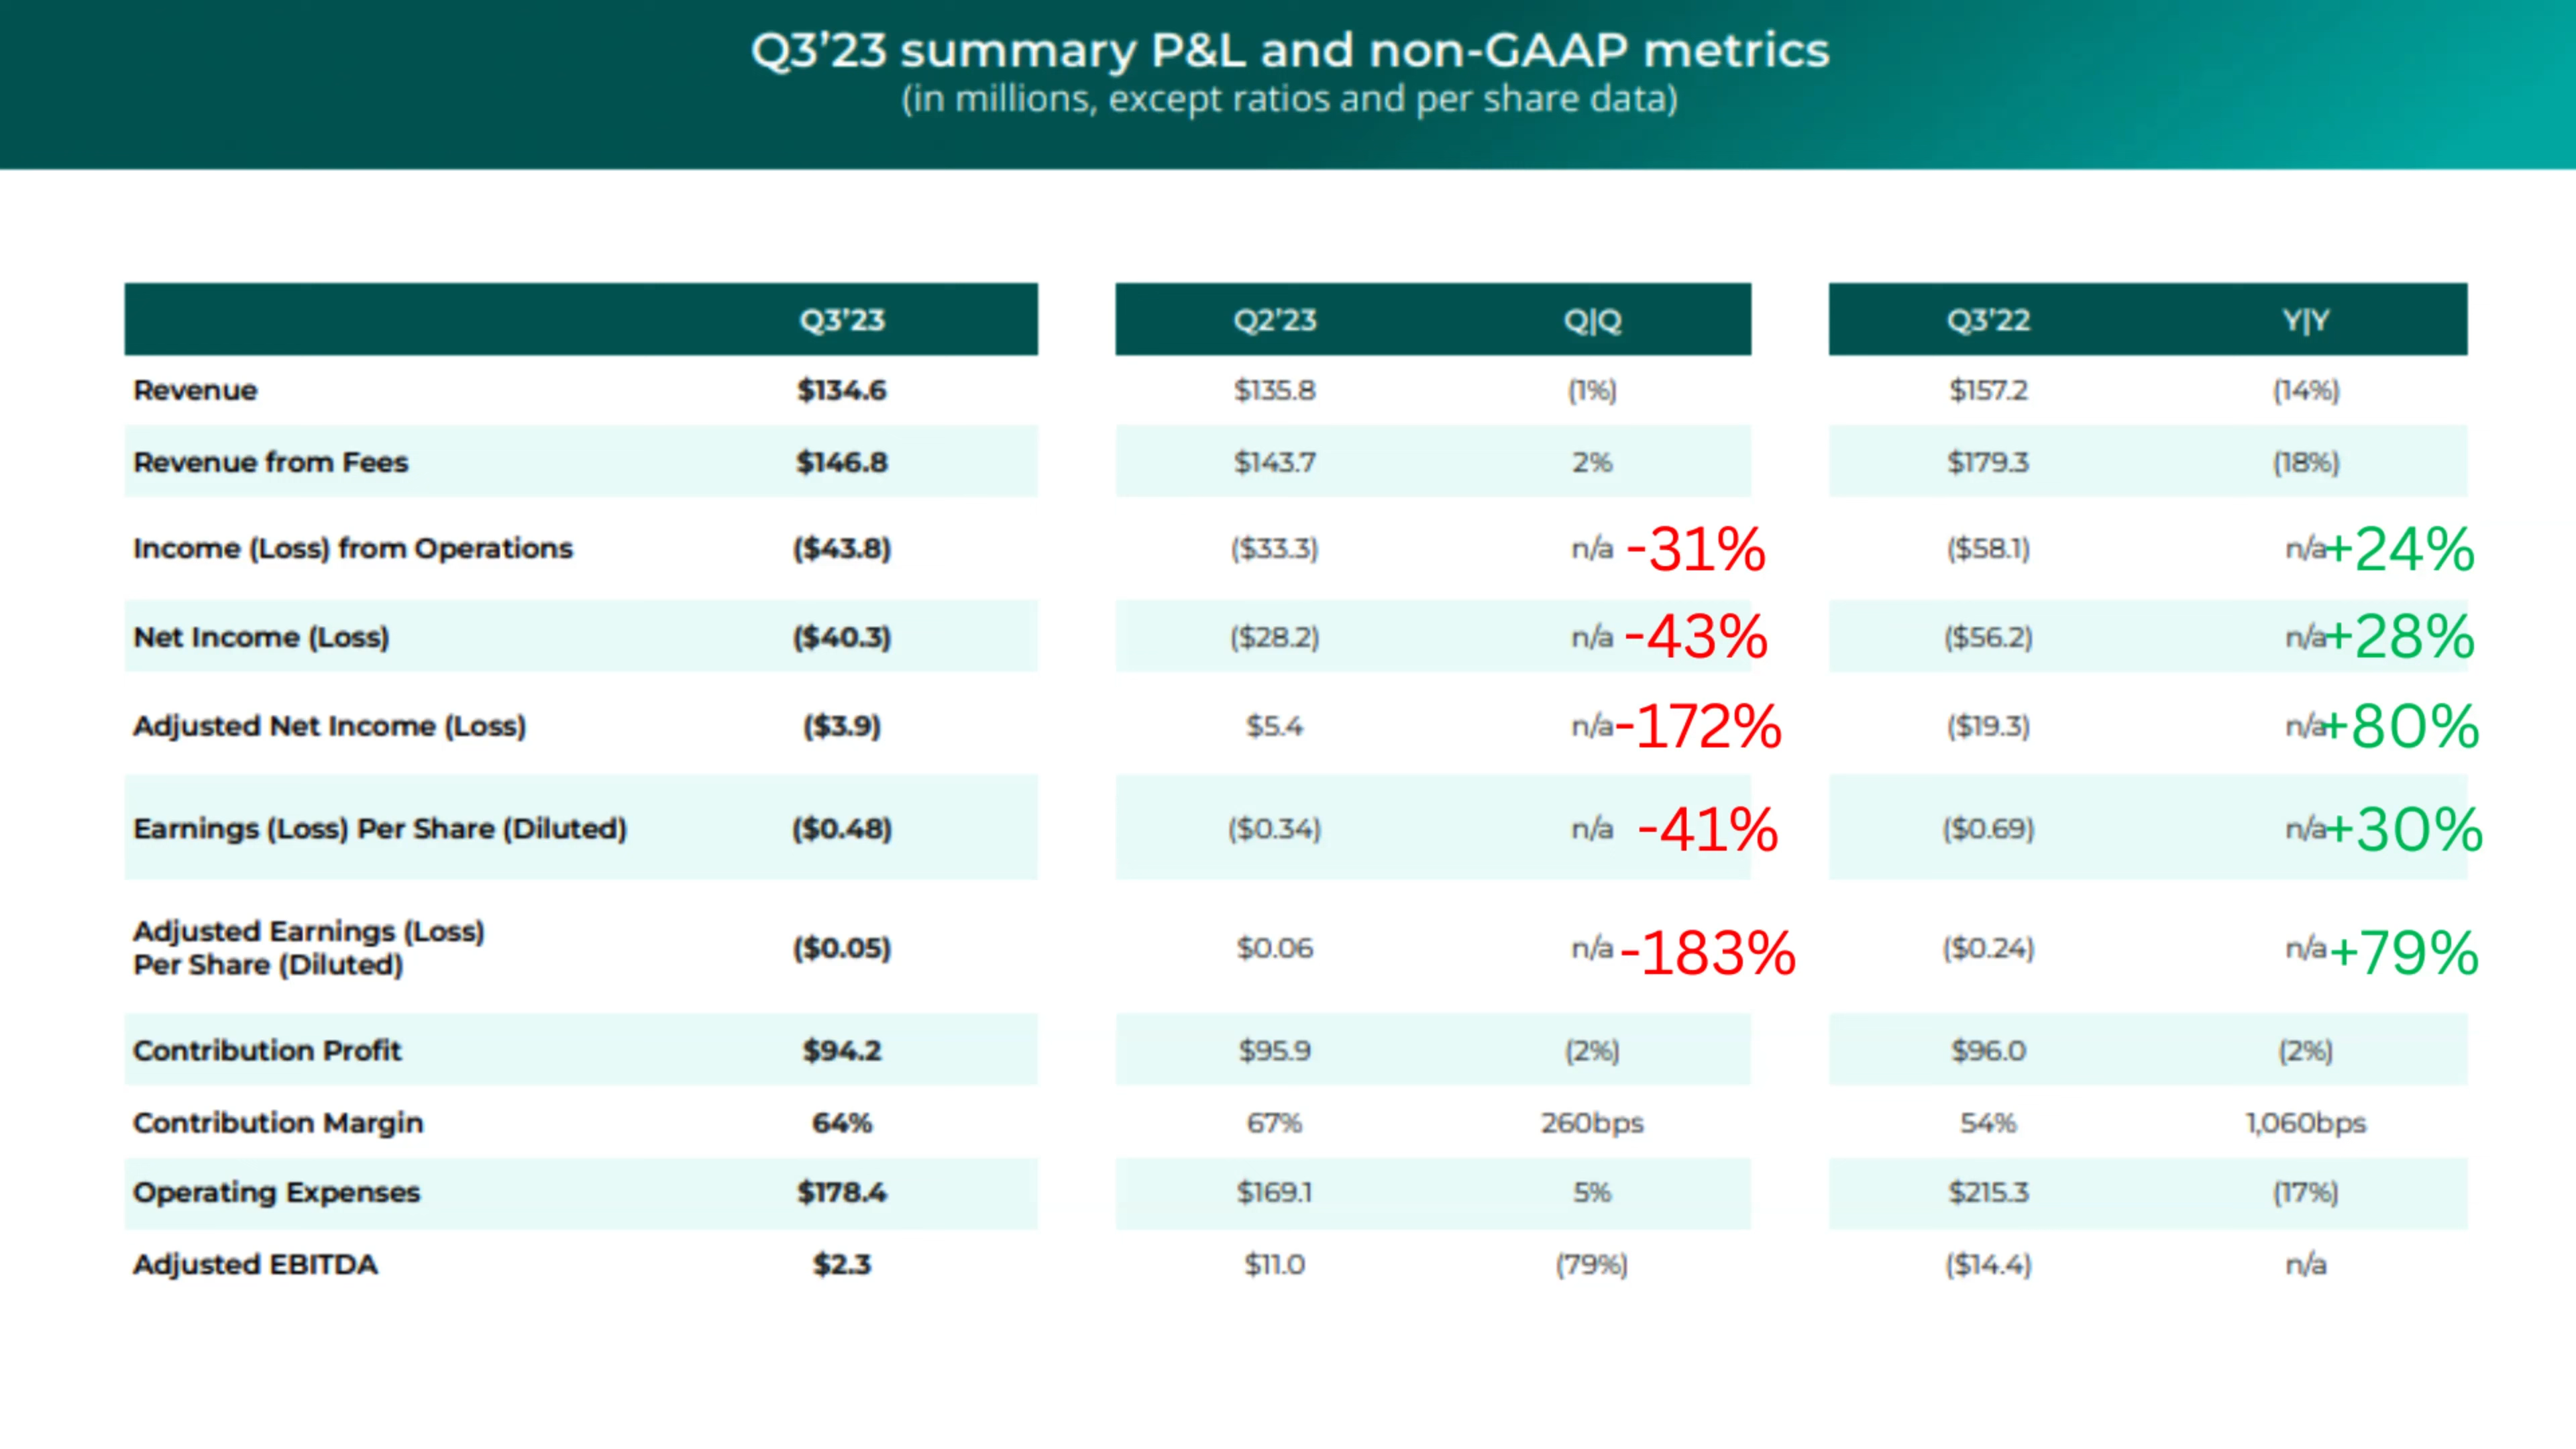 Q3’23 summary P&L and non-GAAP metrics
(in millions, except ratios and per share data)
Q3’23 Q2’23 Q|Q Q3’22 Y|Y
Revenue $134.6 $135.8 (1%) $157.2 (14%)
Revenue from Fees $146.8 $143.7 2% $179.3 (18%)
Income (Loss) from Operations ($43.8) ($33.3) n/a -31% ($58.1) n/a +24%
Net Income (Loss) ($40.3) ($28.2) n/a -43% ($56.2) n/a +28%
Adjusted Net Income (Loss) ($3.9) $5.4 n/a -172% ($19.3) n/a +80%
Earnings (Loss) Per Share (Diluted) ($0.48) ($0.34) n/a -41% ($0.69) n/a +30%
Adjusted Earnings (Loss)
Per Share (Diluted) ($0.05) $0.06 n/a -183% ($0.24) n/a +79%
Contribution Profit $94.2 $95.9 (2%) $96.0 (2%)
Contribution Margin 64% 67% 260bps 54% 1,060bps
Operating Expenses $178.4 $169.1 5% $215.3 (17%)
Adjusted EBITDA $2.3 $11.0 (79%) ($14.4) n/a